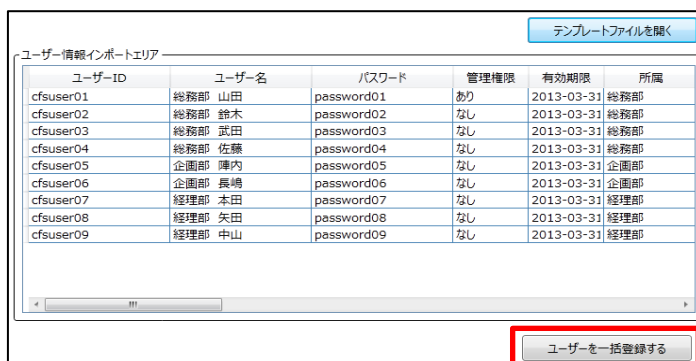 テンプレートファイルを開く
ユーザー情報インポートエリア
ユーザーID ユーザー名 パスワード 管理権限 有効期限 所属
cfsuser01 総務部 山田 password01 あり 2013-03-31 総務部
cfsuser02 総務部 鈴木 password02 なし 2013-03-31 総務部
cfsuser03 総務部 武田 password03 なし 2013-03-31 総務部
cfsuser04 総務部 佐藤 password04 なし 2013-03-31 総務部
cfsuser05 企画部 陣内 password05 なし 2013-03-31 企画部
cfsuser06 企画部 長嶋 password06 なし 2013-03-31 企画部
cfsuser07 経理部 本田 password07 なし 2013-03-31 経理部
cfsuser08 経理部 矢田 password08 なし 2013-03-31 経理部
cfsuser09 経理部 中山 password09 なし 2013-03-31 経理部
ユーザーを一括登録する